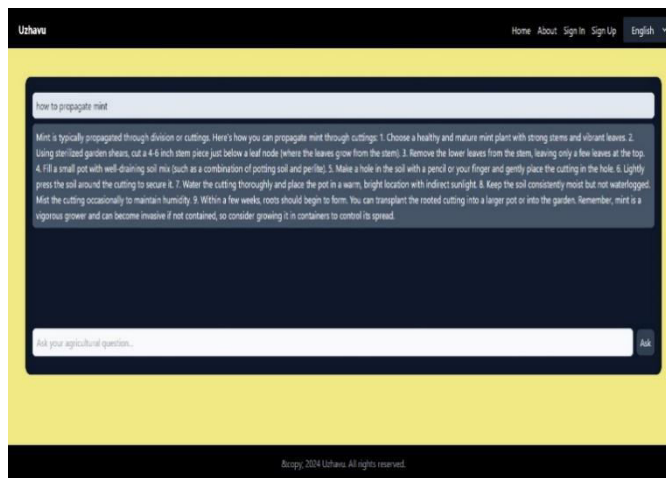 Uzhavu
Home About Sign In Sign Up English
how to propagate mint
Mint is typically propagated through division or cuttings. Here's how you can propagate mint through cuttings: 1. Choose a healthy and mature mint plant with strong stems and vibrant leaves. 2.
Using sterilized garden shears, cut a 4-6 inch stem piece just below a leaf node (where the leaves grow from the stem). 3. Remove the lower leaves from the stem, leaving only a few leaves at the top.
4. Fill a small pot with well-draining soil mix (such as a combination of potting soil and perlite). 5. Make a hole in the soil with a pencil or your finger and gently place the cutting in the hole. 6. Lightly
press the soil around the cutting to secure it. 7. Water the cutting thoroughly and place the pot in a warm, bright location with indirect sunlight. 8. Keep the soil consistently moist but not waterlogged.
Mist the cutting occasionally to maintain humidity. 9. Within a few weeks, roots should begin to form. You can transplant the rooted cutting into a larger pot or into the garden. Remember, mint is a
vigorous grower and can become invasive if not contained, so consider growing it in containers to control its spread.
Ask your agricultural question...
Ask
&copy; 2024 Uzhavu. All rights reserved.